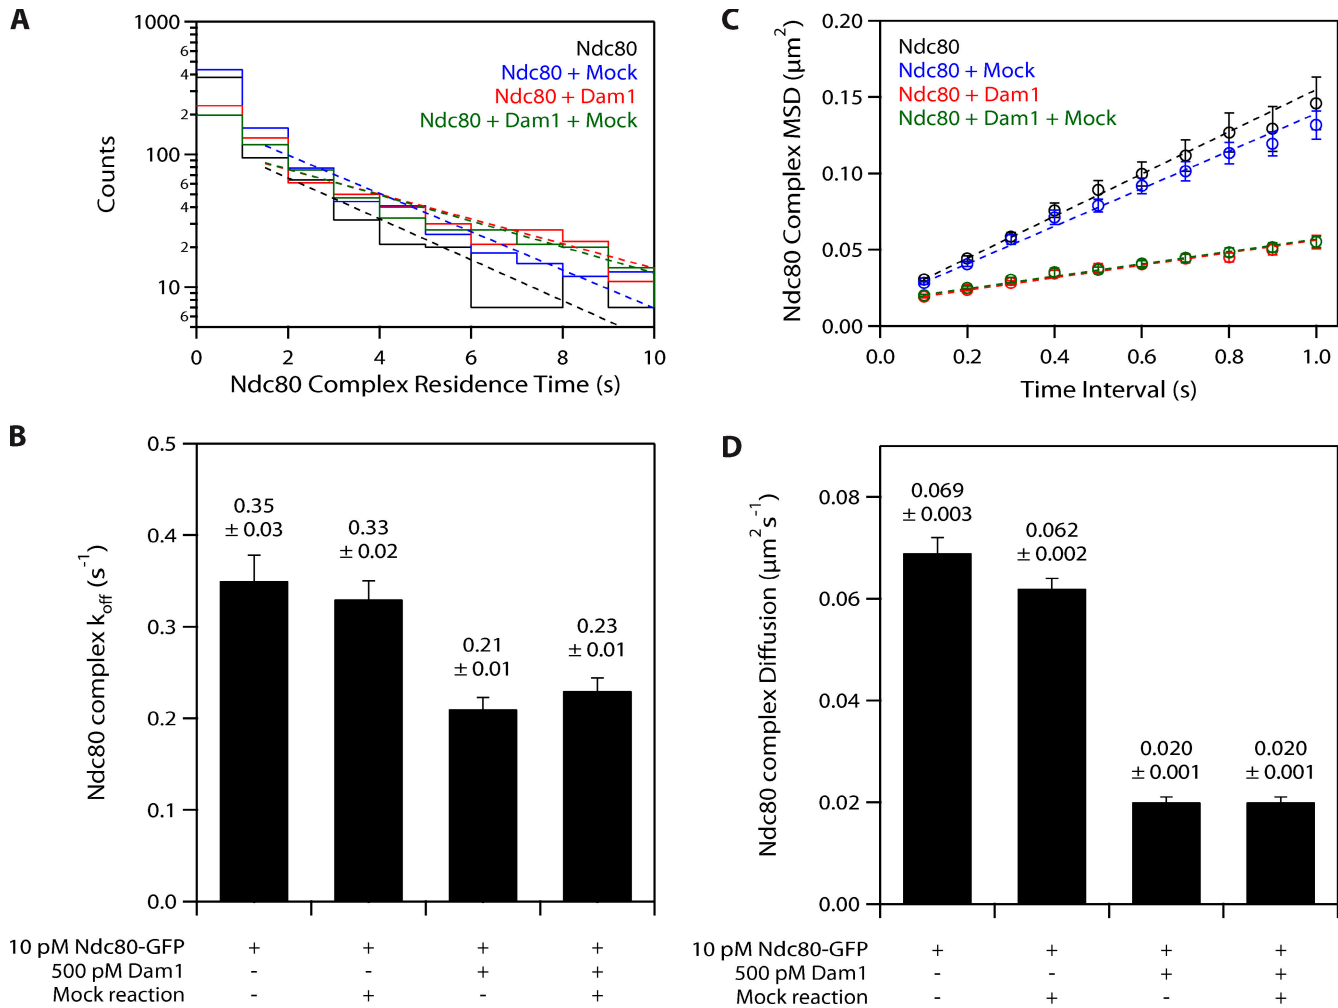 A
1000
6
4
2
100
6
4
2
10
6
Counts
Ndc80
Ndc80 + Mock
Ndc80 + Dam1
Ndc80 + Dam1 + Mock
0
2
4
6
8
10
Ndc80 Complex Residence Time (s)
C
0.20
0.15
0.10
0.05
0.00
Ndc80 Complex MSD (μm²)
Ndc80
Ndc80 + Mock
Ndc80 + Dam1
Ndc80 + Dam1 + Mock
0.0
0.2
0.4
0.6
0.8
1.0
Time Interval (s)
B
0.5
0.4
0.3
0.2
0.1
0.0
Ndc80 complex k_off (s⁻¹)
0.35
± 0.03
0.33
± 0.02
0.21
± 0.01
0.23
± 0.01
10 pM Ndc80-GFP + + + +
500 pM Dam1 - - + +
Mock reaction - + - +
D
0.08
0.06
0.04
0.02
0.00
Ndc80 complex Diffusion (μm²s⁻¹)
0.069
± 0.003
0.062
± 0.002
0.020
± 0.001
0.020
± 0.001
10 pM Ndc80-GFP + + + +
500 pM Dam1 - - + +
Mock reaction - + - +